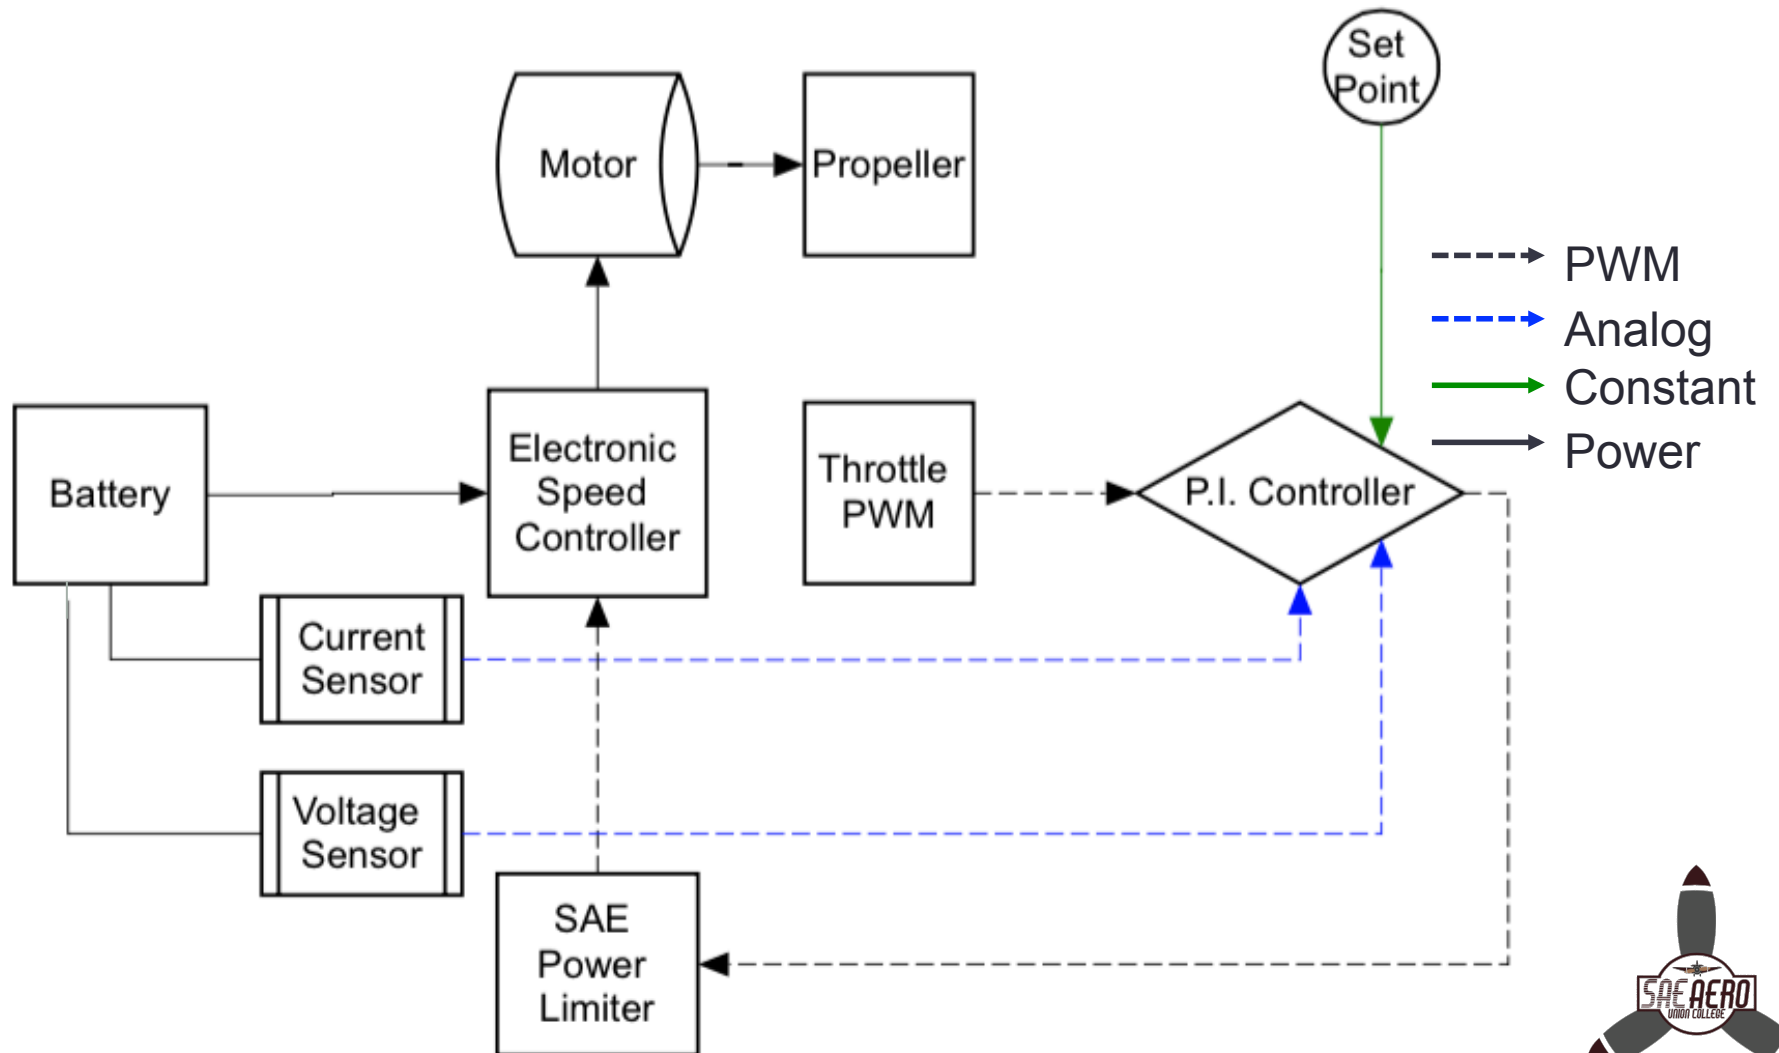 Set
Point
Motor
Propeller
PWM
Analog
Constant
Power
Battery
Electronic
Speed
Controller
Throttle
PWM
P.I. Controller
Current
Sensor
Voltage
Sensor
SAE
Power
Limiter
SAE AERO
UNION COLLEGE